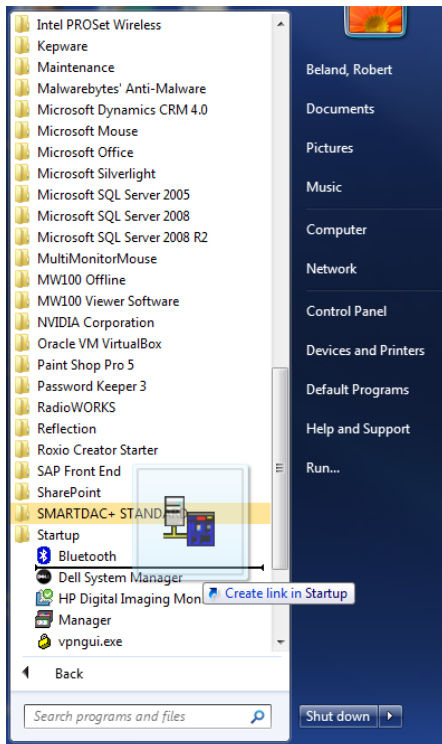 Intel PROSet Wireless
Kepware
Maintenance
Malwarebytes' Anti-Malware
Microsoft Dynamics CRM 4.0
Microsoft Mouse
Microsoft Office
Microsoft Silverlight
Microsoft SQL Server 2005
Microsoft SQL Server 2008
Microsoft SQL Server 2008 R2
MultiMonitorMouse
MW100 Offline
MW100 Viewer Software
NVIDIA Corporation
Oracle VM VirtualBox
Paint Shop Pro 5
Password Keeper 3
RadioWORKS
Reflection
Roxio Creator Starter
SAP Front End
SharePoint
SMARTDAC+ STANDARD
Startup
Bluetooth
Dell System Manager
HP Digital Imaging Mon
Create link in Startup
Manager
vpngui.exe
Back
Search programs and files
Beland, Robert
Documents
Pictures
Music
Computer
Network
Control Panel
Devices and Printers
Default Programs
Help and Support
Run...
Shut down